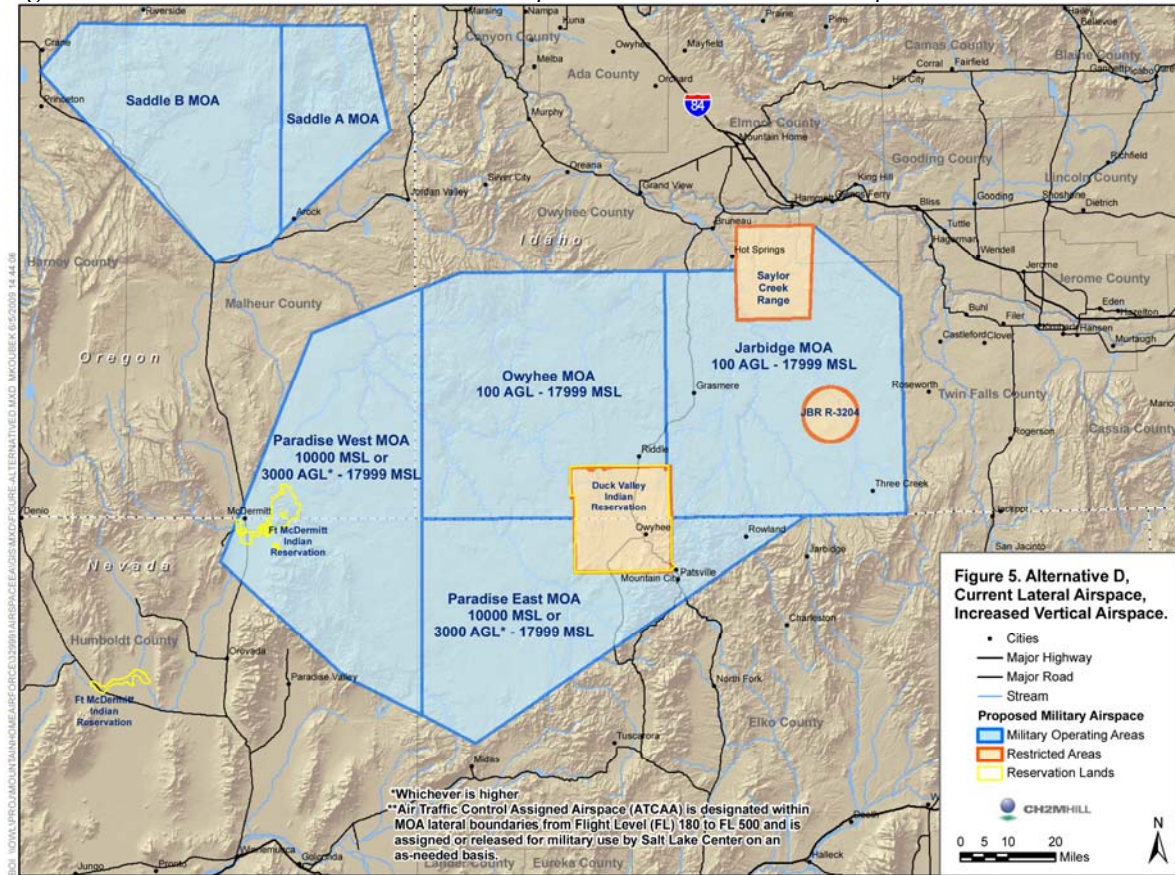 Riverside
Crane
Princeton
Saddle B MOA
Saddle A MOA
Arock
Jordan Valley
Marsing
Nampa
Kuna
Canyon County
Melba
Ada County
Murphy
Silver City
Oreana
Owyhee
Mayfield
Orchard
Prairie
Pine
84
Elmore County
Mountain Home
Grand View
Owyhee County
Bruneau
Hammett
Glenns Ferry
King Hill
Bliss
Camas County
Corral
Fairfield
Hill City
Hailey
Bellevue
Blaine County
Gannett
Picabo
Carey
Gooding County
Richfield
Lincoln County
Gooding
Shoshone
Dietrich
Tuttle
Hagerman
Wendell
Jerome
Jerome County
Eden
Hazelton
Buhl
Filer
Kimberly
Hansen
Murtaugh
Castleford
Clover
Idaho
Harney County
Malheur County
Oregon
Hot Springs
Saylor
Creek
Range
Jarbidge MOA
100 AGL - 17999 MSL
Owyhee MOA
100 AGL - 17999 MSL
Grasmere
Roseworth
Twin Falls County
JBR R-3204
Rogerson
Cassia County
Paradise West MOA
10000 MSL or
3000 AGL* - 17999 MSL
Riddle
Duck Valley
Indian
Reservation
Owyhee
Three Creek
Denio
McDermitt
Ft McDermitt
Indian
Reservation
Rowland
Jackpot
San Jacinto
Jarbidge
Nevada
Mountain City
Patsville
Paradise East MOA
10000 MSL or
3000 AGL* - 17999 MSL
Charleston
Humboldt County
Orovada
Paradise Valley
Ft McDermitt
Indian
Reservation
North Fork
Elko County
Tuscarora
Midas
*Whichever is higher
**Air Traffic Control Assigned Airspace (ATCAA) is designated within
MOA lateral boundaries from Flight Level (FL) 180 to FL 500 and is
assigned or released for military use by Salt Lake Center on an
as-needed basis.
Jungo
Pronto
Winnemucca
Golconda
Lander County
Eureka County
Halleck
Deeth
Figure 5. Alternative D,
Current Lateral Airspace,
Increased Vertical Airspace.
Cities
Major Highway
Major Road
Stream
Proposed Military Airspace
Military Operating Areas
Restricted Areas
Reservation Lands
CH2MHILL
0 5 10 20
Miles
N